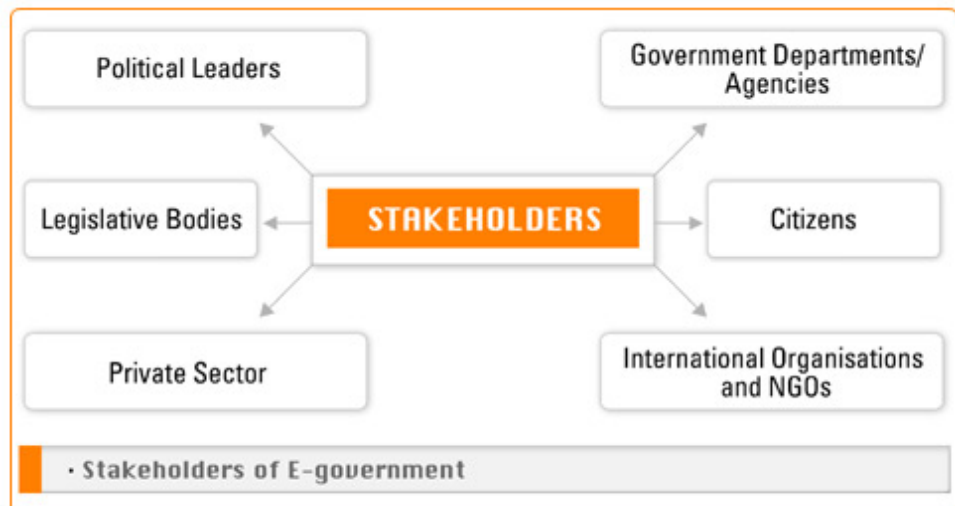 Political Leaders
Government Departments/
Agencies
Legislative Bodies
STAKEHOLDERS
Citizens
Private Sector
International Organisations
and NGOs
· Stakeholders of E-government